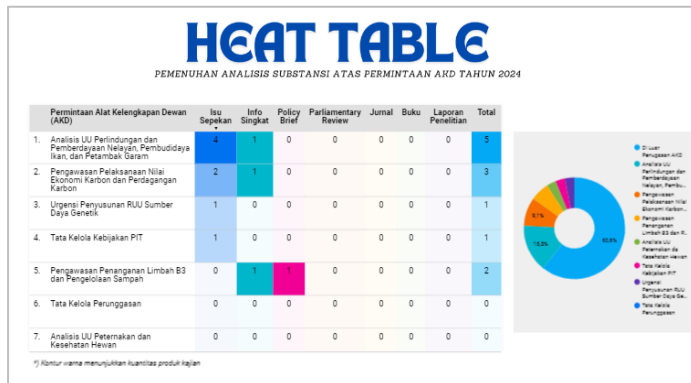 HEAT TABLE
PEMENUHAN ANALISIS SUBSTANSI ATAS PERMINTAAN AKD TAHUN 2024
Permintaan Alat Kelengkapan Dewan (AKD) Isu Sepekan Info Singkat Policy Brief Parliamentary Review Jurnal Buku Laporan Penelitian Total
1. Analisis UU Perlindungan dan Pemberdayaan Nelayan, Pembudidaya Ikan, dan Petambak Garam 4 1 0 0 0 0 0 5
2. Pengawasan Pelaksanaan Nilai Ekonomi Karbon dan Perdagangan Karbon 2 1 0 0 0 0 0 3
3. Urgensi Penyusunan RUU Sumber Daya Genetik 1 0 0 0 0 0 0 1
4. Tata Kelola Kebijakan PIT 1 0 0 0 0 0 0 1
5. Pengawasan Penanganan Limbah B3 dan Pengelolaan Sampah 0 1 1 0 0 0 0 2
6. Tata Kelola Perunggasan 0 0 0 0 0 0 0 0
7. Analisis UU Peternakan dan Kesehatan Hewan 0 0 0 0 0 0 0 0
*) Kontur warna menunjukkan kuantitas produk kajian
Di Luar
Penugasan AKD
Analisis UU
Perlindungan dan
Pemberdayaan
Nelayan, Pembu...
Pengawasan
Pelaksanaan Nilai
Ekonomi Karbon...
Pengawasan
Penanganan
Limbah B3 dan P...
Analisis UU
Peternakan dan
Kesehatan Hewan
Tata Kelola
Kebijakan PIT
Urgensi
Penyusunan RUU
Sumber Daya Ge...
Tata Kelola
Perunggasan
9,1%